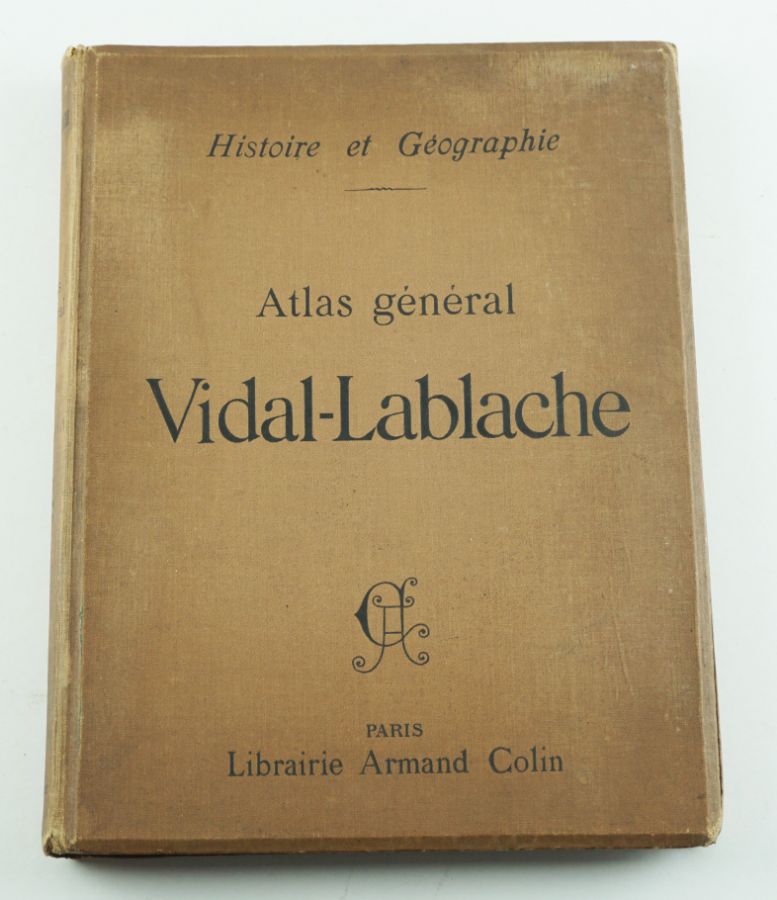 Histoire et Géographie
Atlas général
Vidal-Lablache
PARIS
Librairie Armand Colin